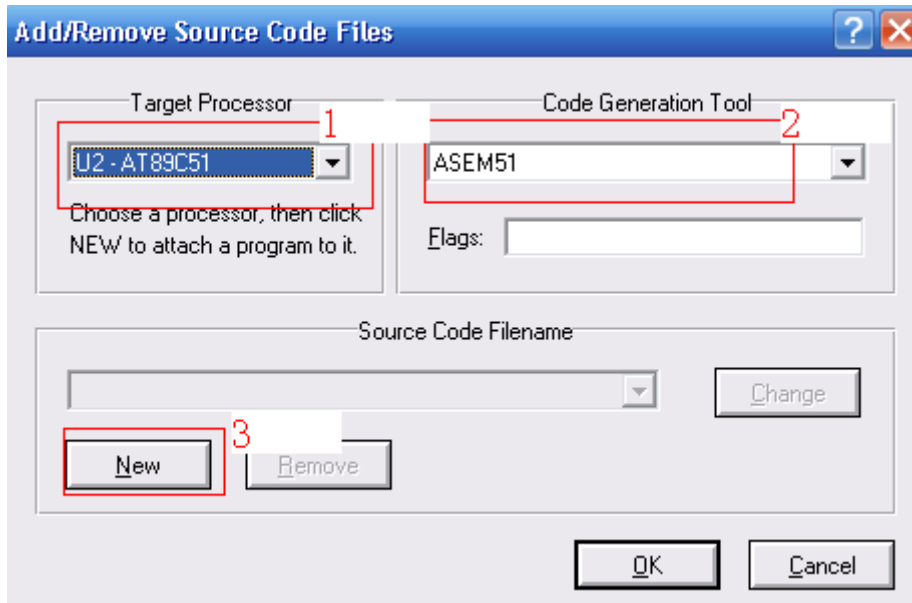 Add/Remove Source Code Files
Target Processor
1
U2 - AT89C51
Choose a processor, then click
NEW to attach a program to it.
Code Generation Tool
2
ASEM51
Flags:
Source Code Filename
Change
3
New
Remove
OK
Cancel